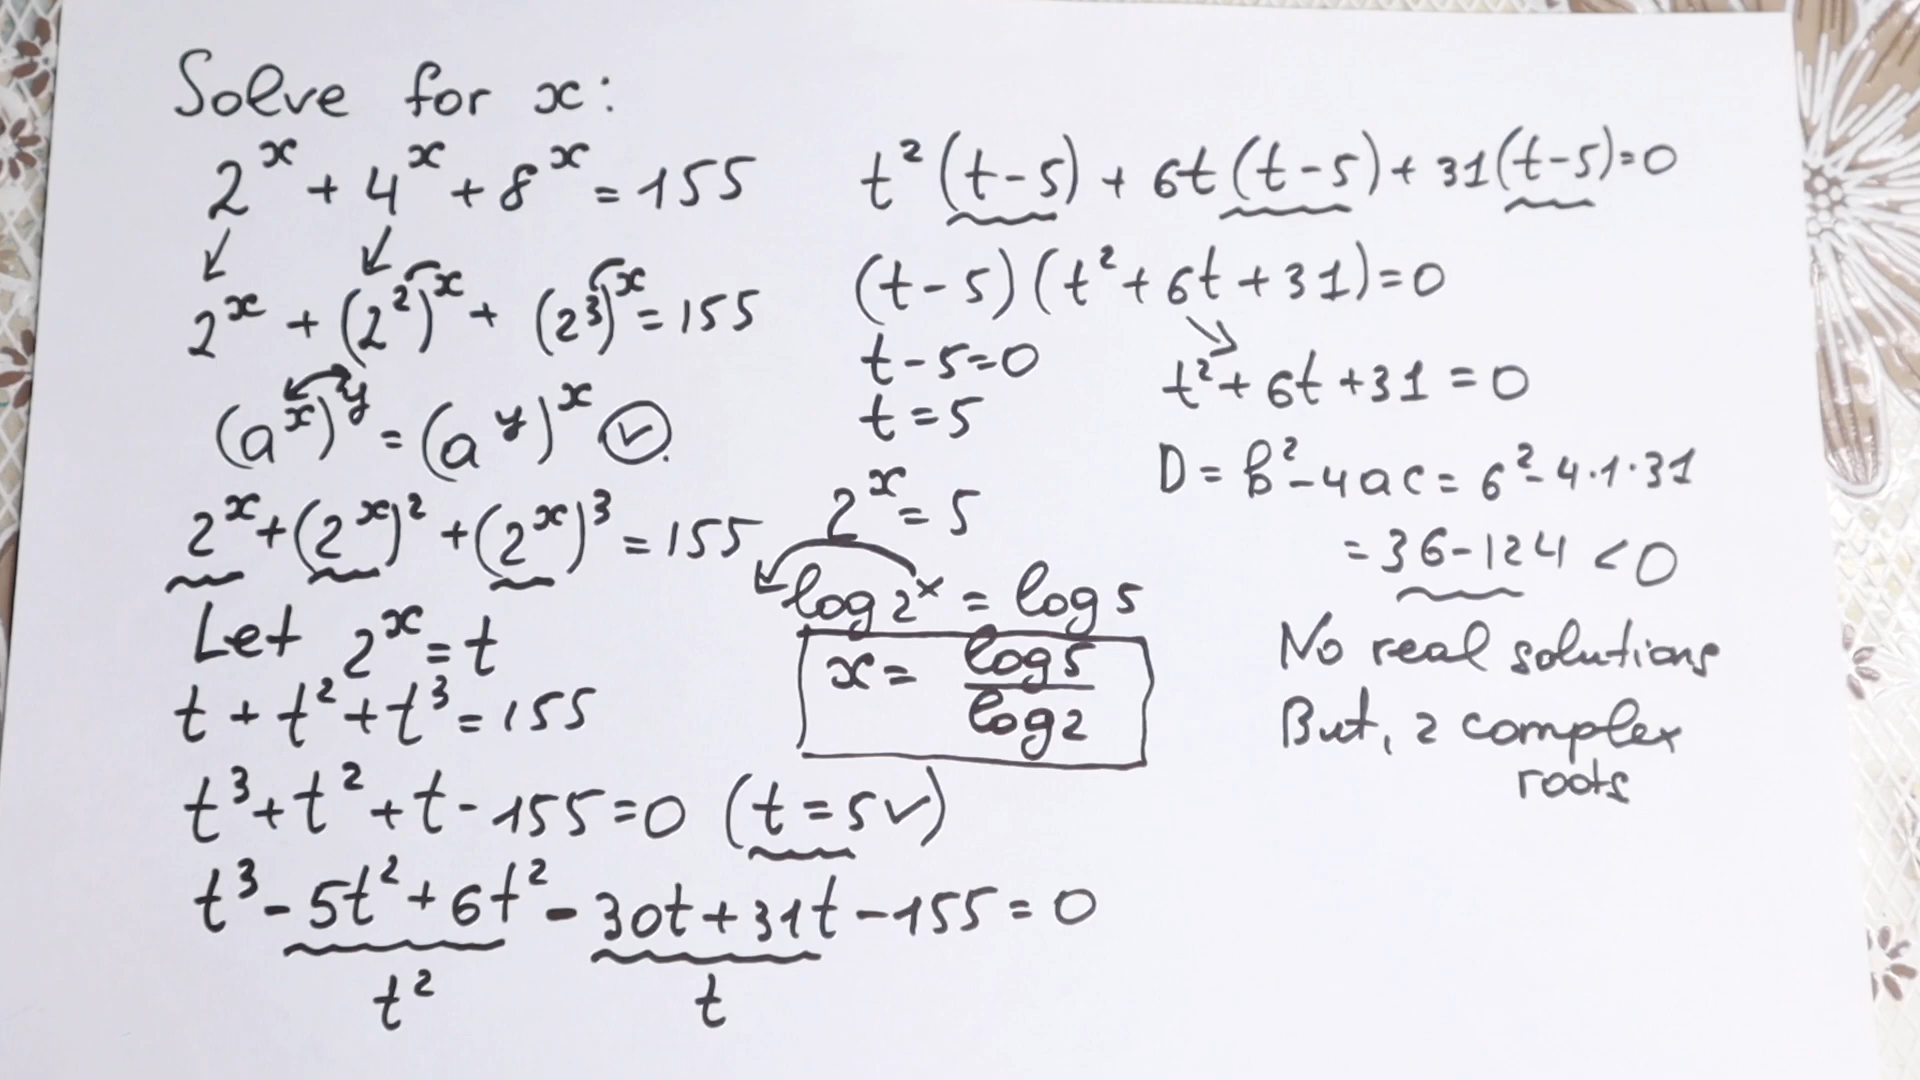 Solve for x:
2^x + 4^x + 8^x = 155
2^x + (2^2)^x + (2^3)^x = 155
(a^x)^y = (a^y)^x ✓
2^x + (2^x)^2 + (2^x)^3 = 155
Let 2^x = t
t + t^2 + t^3 = 155
t^3 + t^2 + t - 155 = 0 (t = 5 ✓)
t^3 - 5t^2 + 6t^2 - 30t + 31t - 155 = 0
t^2 t
t^2 (t-5) + 6t (t-5) + 31 (t-5) = 0
(t-5) (t^2 + 6t + 31) = 0
t - 5 = 0
t = 5
2^x = 5
log 2^x = log 5
x = log 5 / log 2
t^2 + 6t + 31 = 0
D = b^2 - 4ac = 6^2 - 4·1·31
= 36 - 124 < 0
No real solutions
But, 2 complex
roots